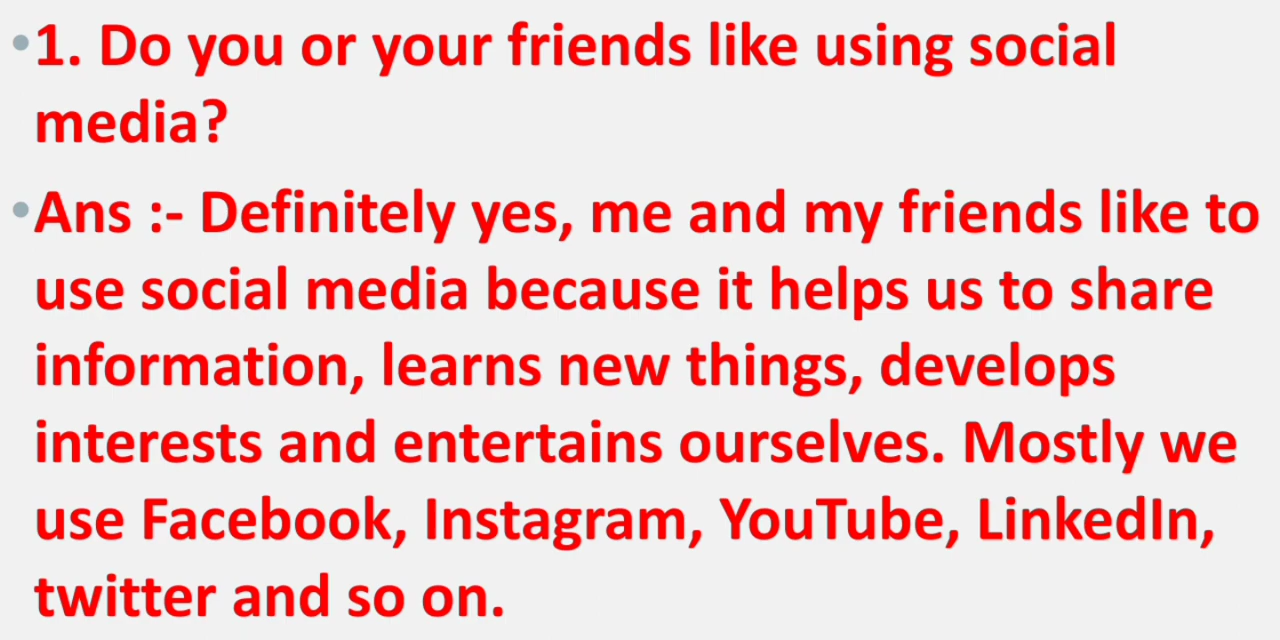 •1. Do you or your friends like using social
media?
•Ans :- Definitely yes, me and my friends like to
use social media because it helps us to share
information, learns new things, develops
interests and entertains ourselves. Mostly we
use Facebook, Instagram, YouTube, LinkedIn,
twitter and so on.